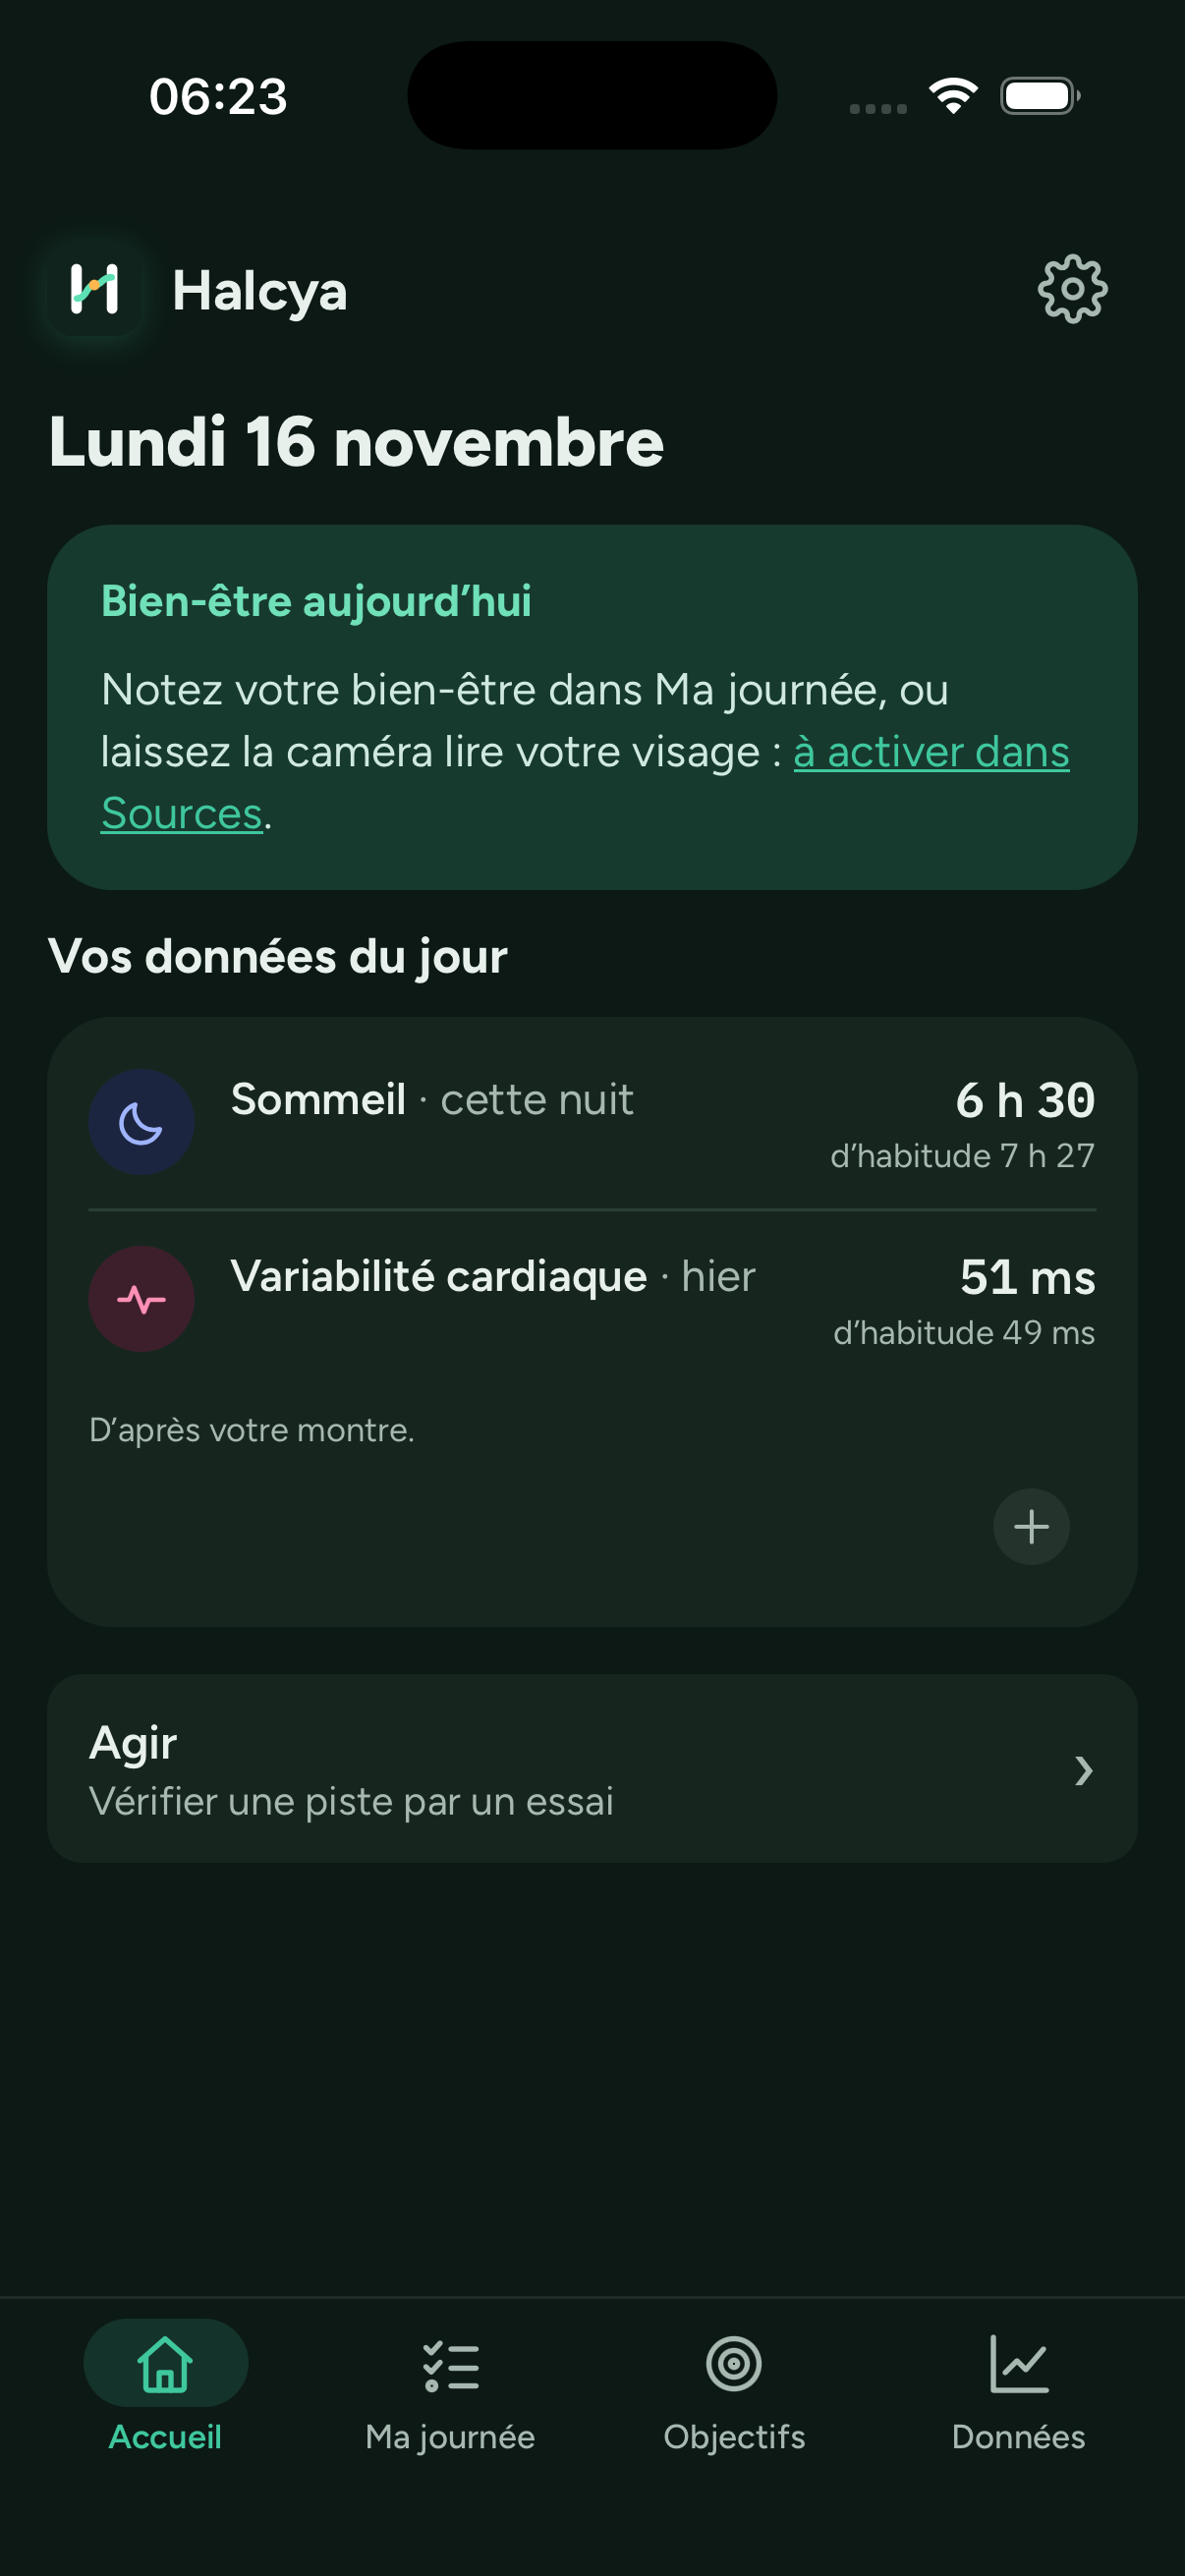 06:23
Halcya
Lundi 16 novembre
Bien-être aujourd’hui
Notez votre bien-être dans Ma journée, ou
laissez la caméra lire votre visage : à activer dans
Sources.
Vos données du jour
Sommeil · cette nuit
6 h 30
d’habitude 7 h 27
Variabilité cardiaque · hier
51 ms
d’habitude 49 ms
D’après votre montre.
Agir
Vérifier une piste par un essai
Accueil
Ma journée
Objectifs
Données